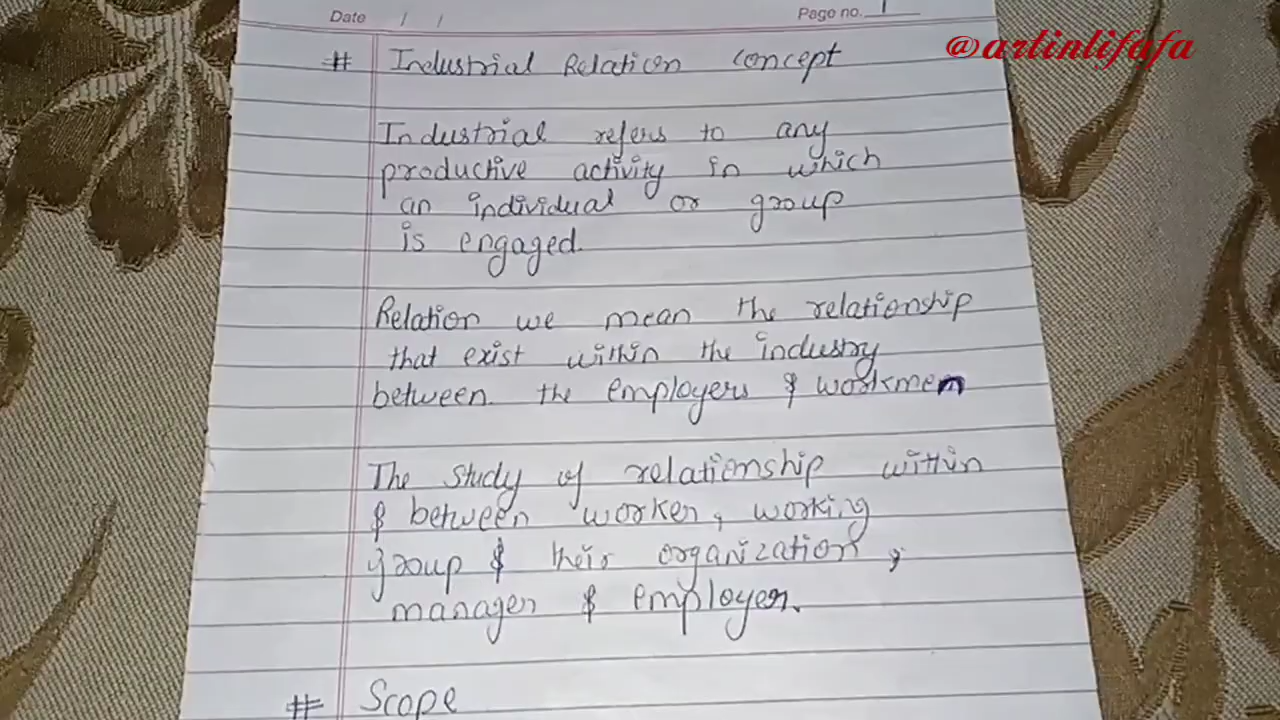 Date / /
Page no. 1
@artinlifafa
# Industrial Relation concept
Industrial refers to any
productive activity in which
an individual or group
is engaged.
Relation we mean the relationship
that exist within the industry
between the employers & workmen
The study of relationship within
& between worker, working
group & their organization,
manager & employer.
# Scope